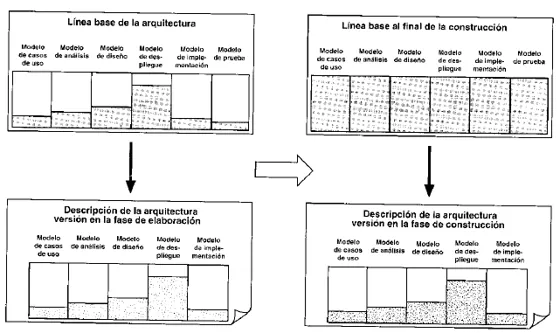 Línea base de la arquitectura
Modelo de casos de uso
Modelo de análisis
Modelo de diseño
Modelo de des-pliegue
Modelo de imple-mentación
Modelo de prueba
Línea base al final de la construcción
Modelo de casos de uso
Modelo de análisis
Modelo de diseño
Modelo de des-pliegue
Modelo de imple-mentación
Modelo de prueba
Descripción de la arquitectura
versión en la fase de elaboración
Modelo de casos de uso
Modelo de análisis
Modelo de diseño
Modelo de des-pliegue
Modelo de imple-mentación
Descripción de la arquitectura
versión en la fase de construcción
Modelo de casos de uso
Modelo de análisis
Modelo de diseño
Modelo de des-pliegue
Modelo de imple-mentación